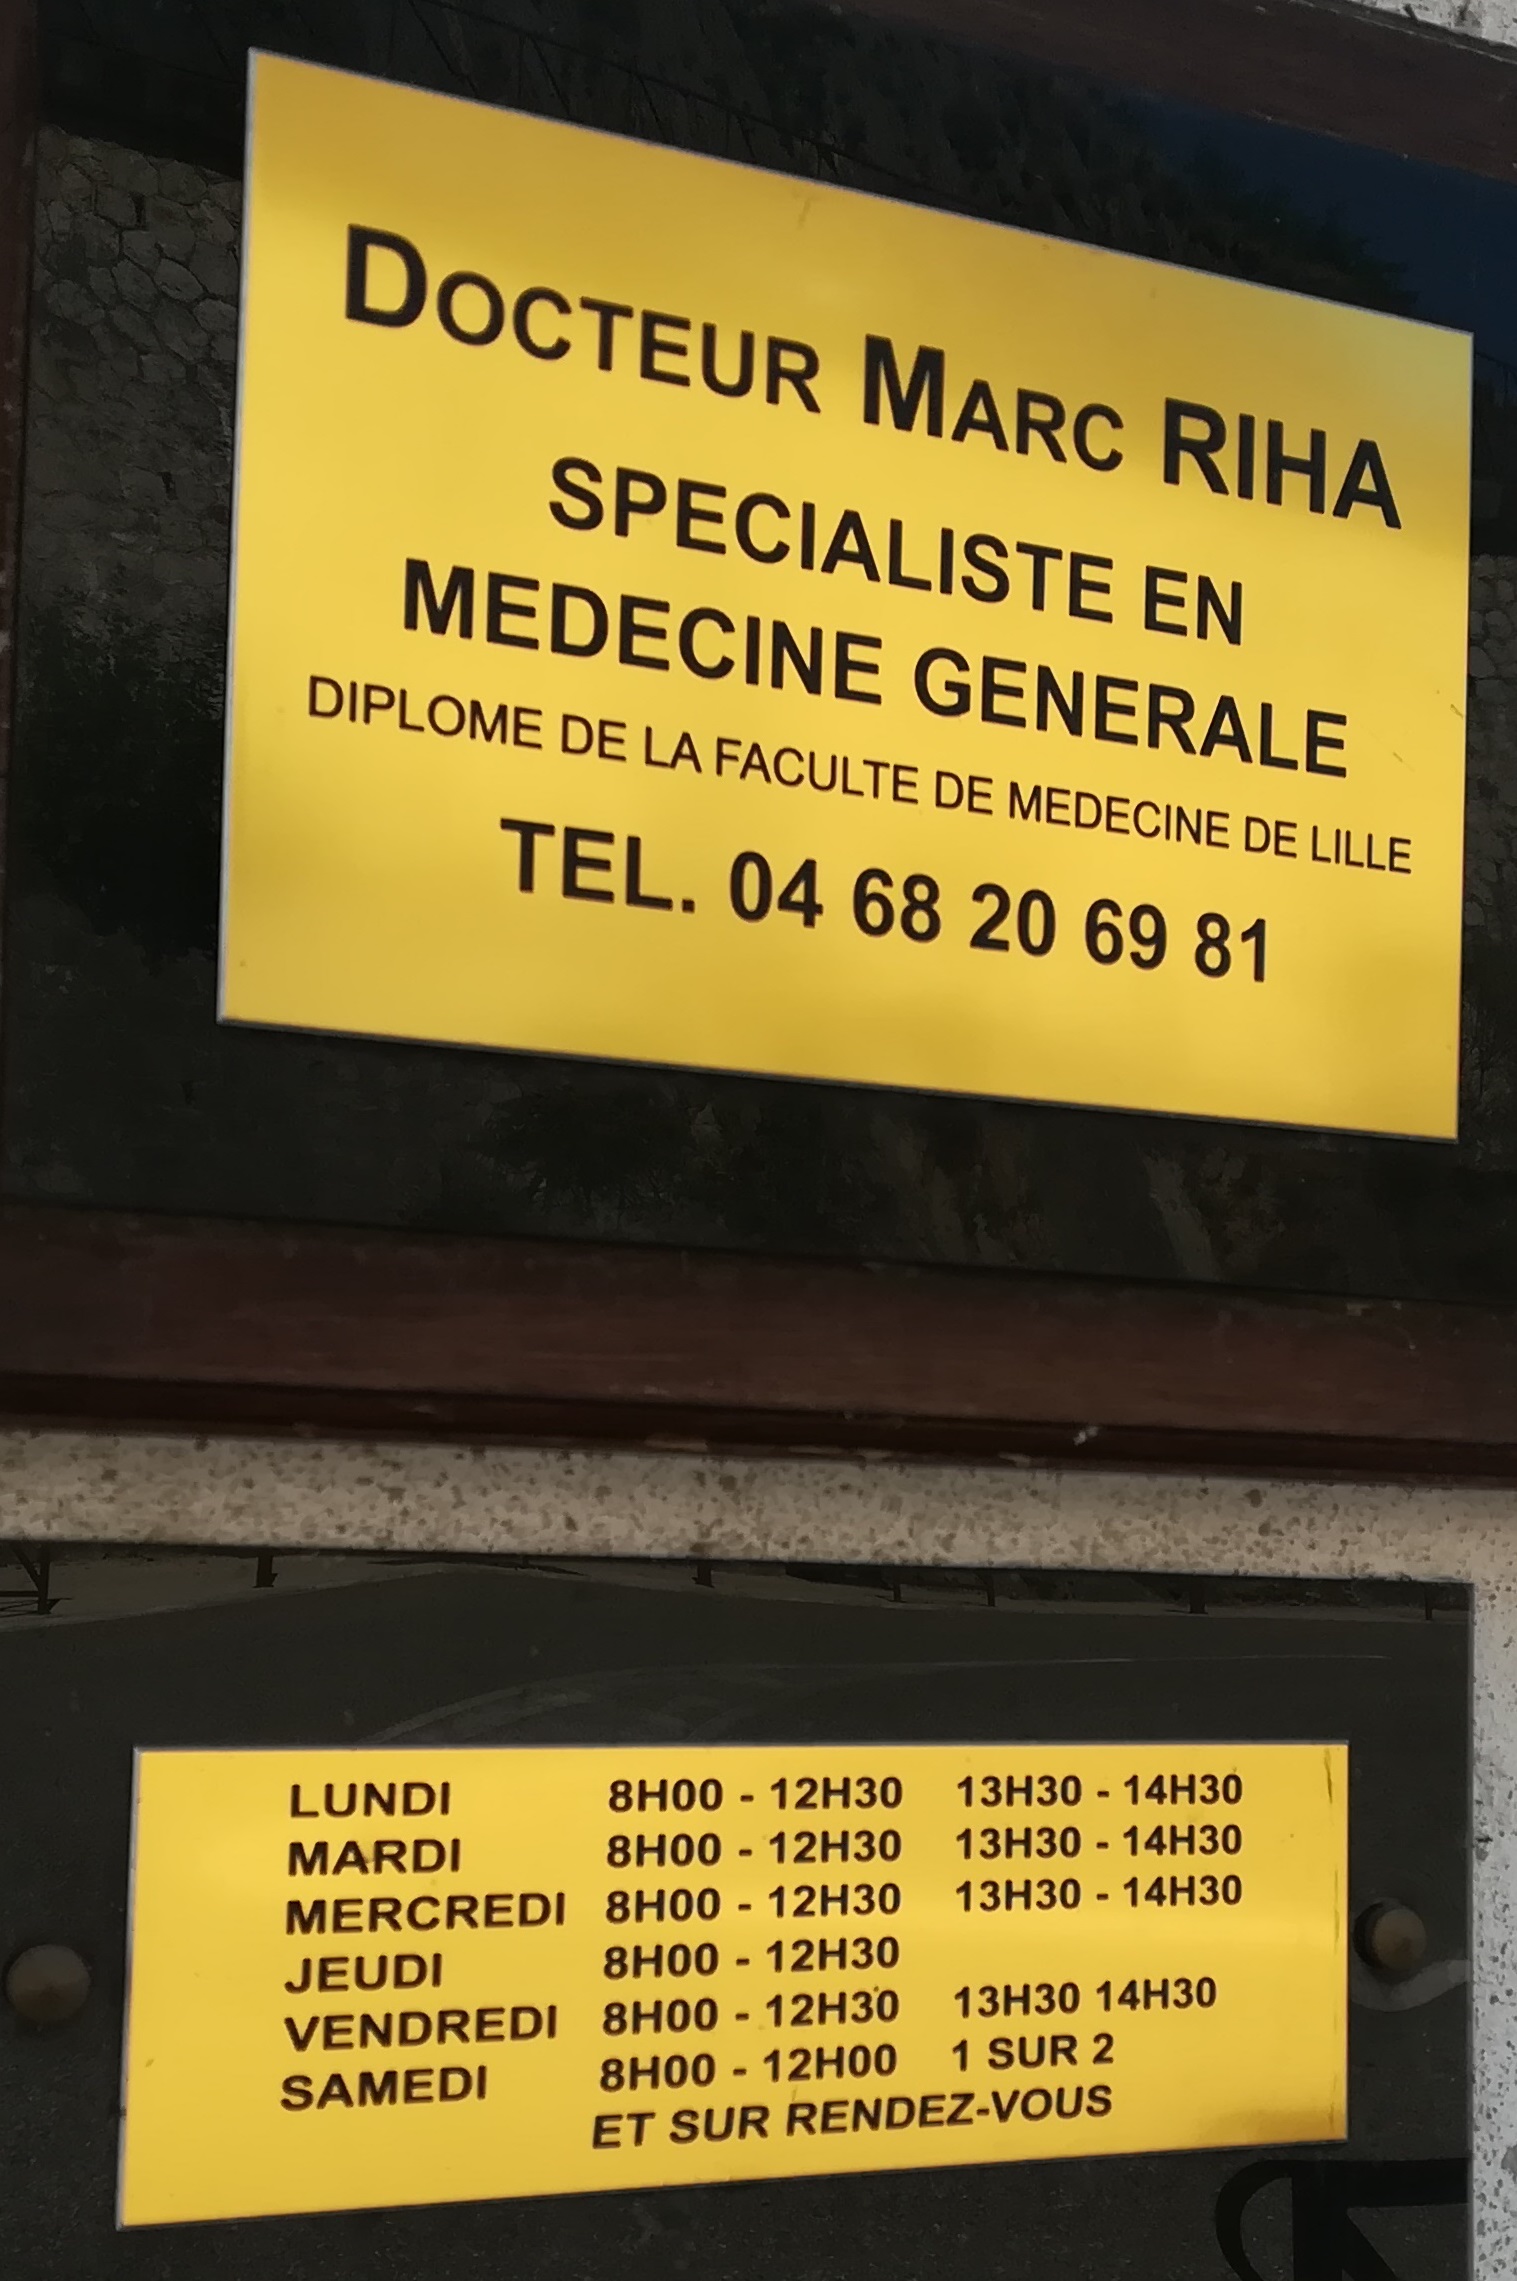 DOCTEUR MARC RIHA
SPECIALISTE EN
MEDECINE GENERALE
DIPLOME DE LA FACULTE DE MEDECINE DE LILLE
TEL. 04 68 20 69 81
LUNDI 8H00 - 12H30 13H30 - 14H30
MARDI 8H00 - 12H30 13H30 - 14H30
MERCREDI 8H00 - 12H30 13H30 - 14H30
JEUDI 8H00 - 12H30
VENDREDI 8H00 - 12H30 13H30 14H30
SAMEDI 8H00 - 12H00 1 SUR 2
ET SUR RENDEZ-VOUS